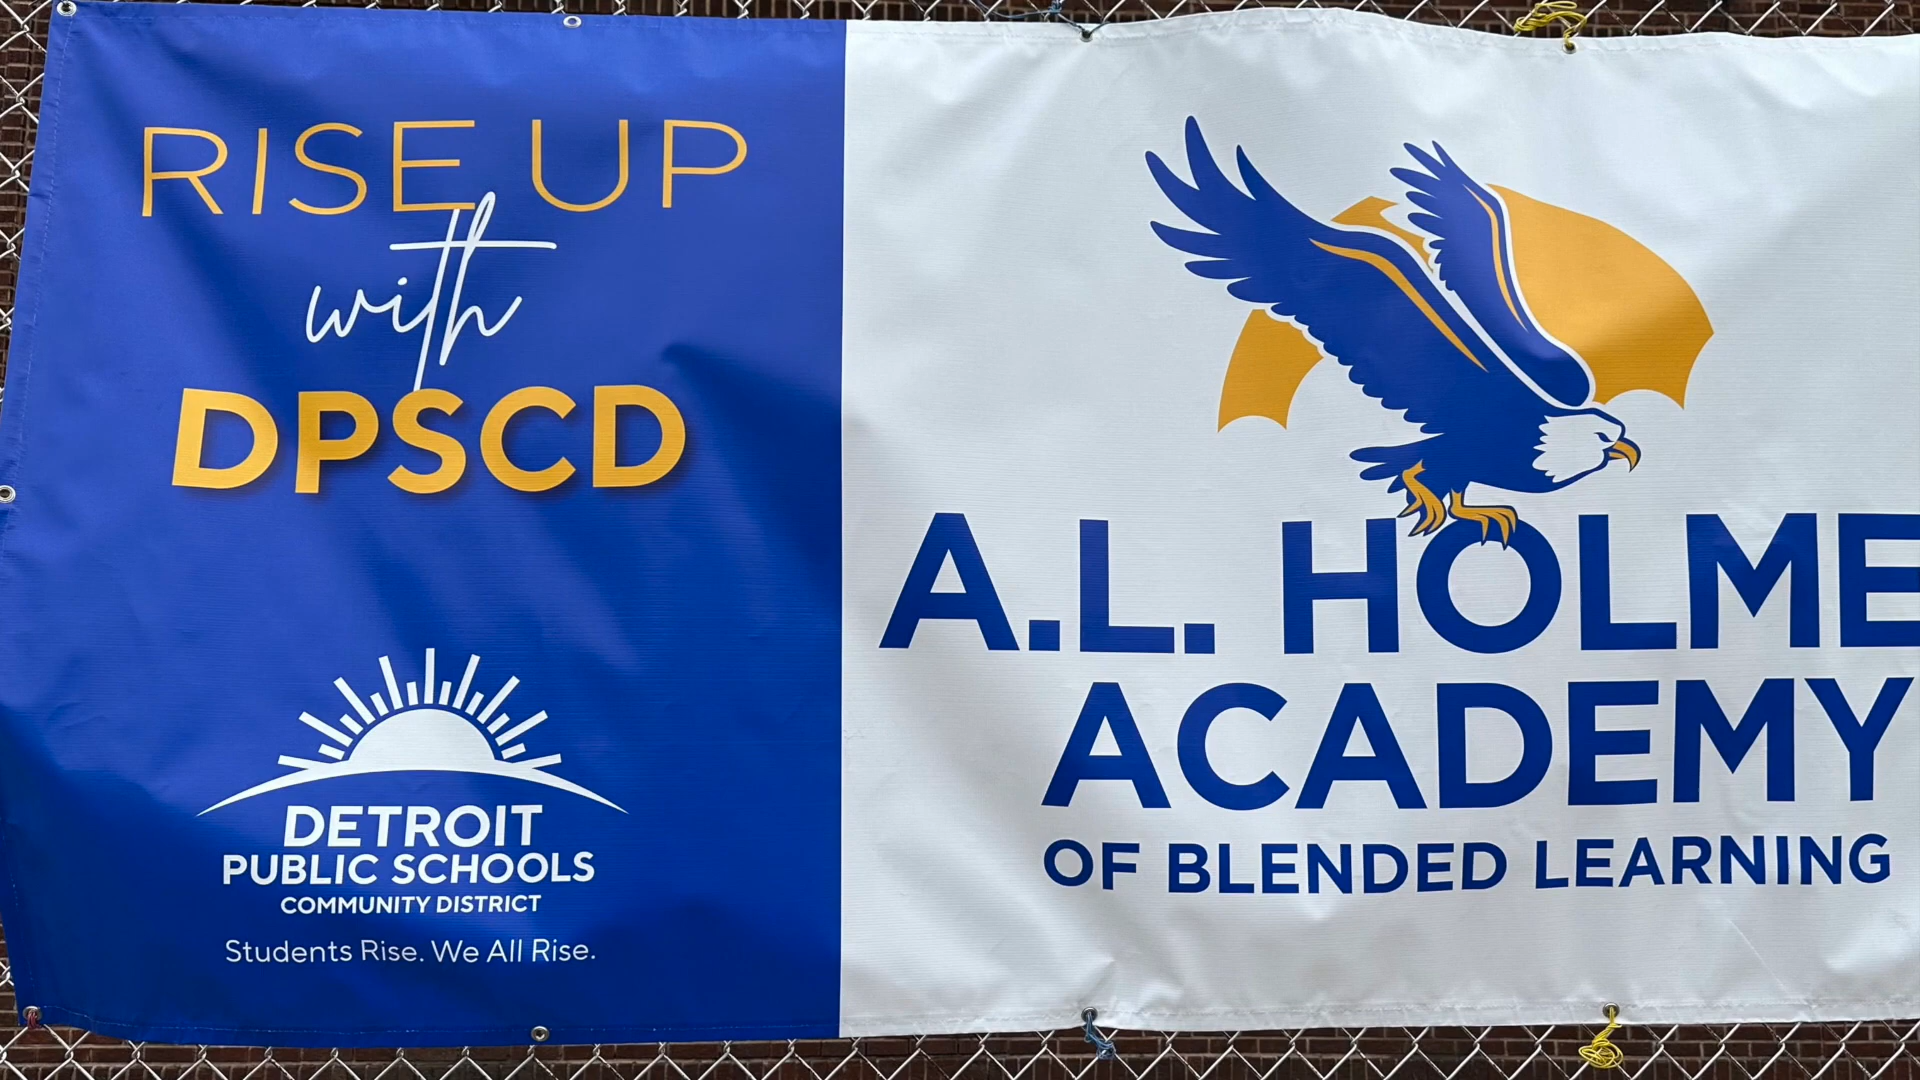 RISE UP
with
DPSCD
DETROIT
PUBLIC SCHOOLS
COMMUNITY DISTRICT
Students Rise. We All Rise.
A.L. HOLME
ACADEMY
OF BLENDED LEARNING